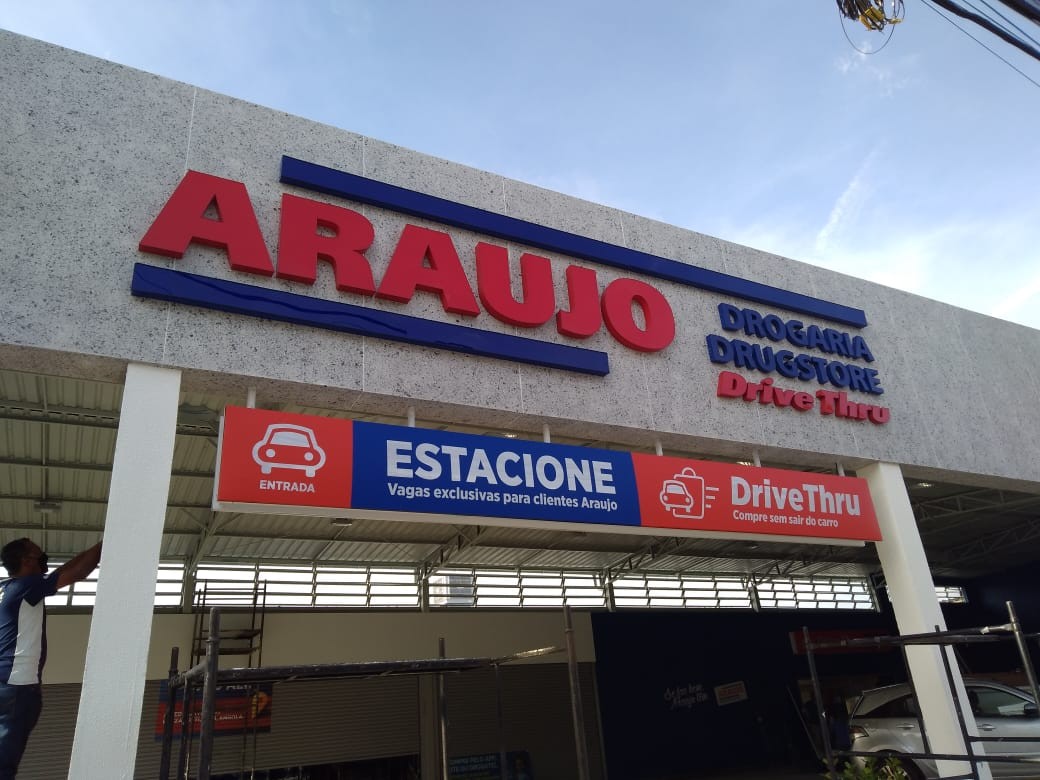 ARAUJO
DROGARIA
DRUGSTORE
Drive Thru
ENTRADA
ESTACIONE
Vagas exclusivas para clientes Araujo
DriveThru
Compre sem sair do carro